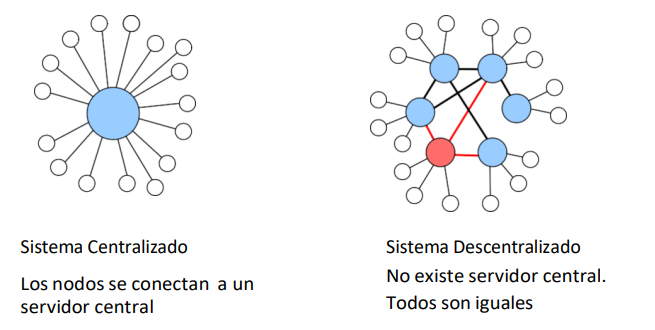 Sistema Centralizado
Los nodos se conectan a un
servidor central
Sistema Descentralizado
No existe servidor central.
Todos son iguales